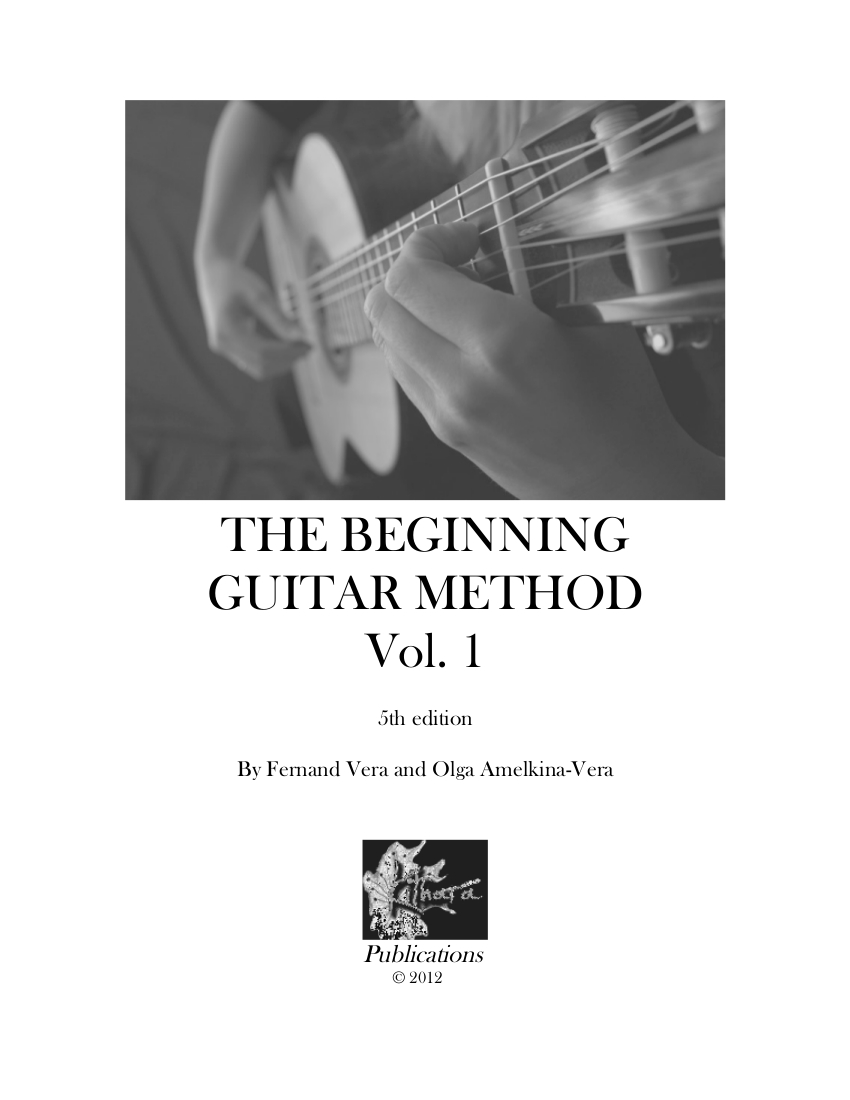 THE BEGINNING
GUITAR METHOD
Vol. 1
5th edition
By Fernand Vera and Olga Amelkina-Vera
Publications
© 2012